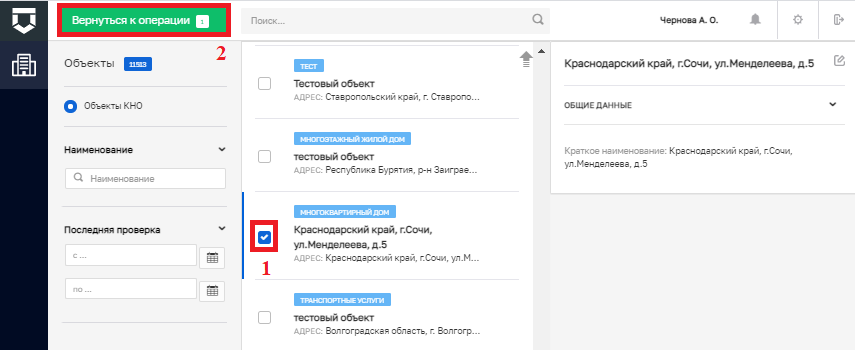 Вернуться к операции 1
Поиск...
Чернова А. О.
2
Объекты 11513
Объекты КНО
Наименование
Наименование
Последняя проверка
с ...
по ...
ТЕСТ
Тестовый объект
АДРЕС: Ставропольский край, г. Ставропо...
МНОГОЭТАЖНЫЙ ЖИЛОЙ ДОМ
тестовый объект
АДРЕС: Республика Бурятия, р-н Заиграе...
МНОГОКВАРТИРНЫЙ ДОМ
Краснодарский край, г.Сочи,
ул.Менделеева, д.5
АДРЕС: Краснодарский край, г.Сочи, ул.М...
1
ТРАНСПОРТНЫЕ УСЛУГИ
тестовый объект
АДРЕС: Волгоградская область, г. Волгогр...
Краснодарский край, г.Сочи, ул.Менделеева, д.5
ОБЩИЕ ДАННЫЕ
Краткое наименование: Краснодарский край, г.Сочи,
ул.Менделеева, д.5